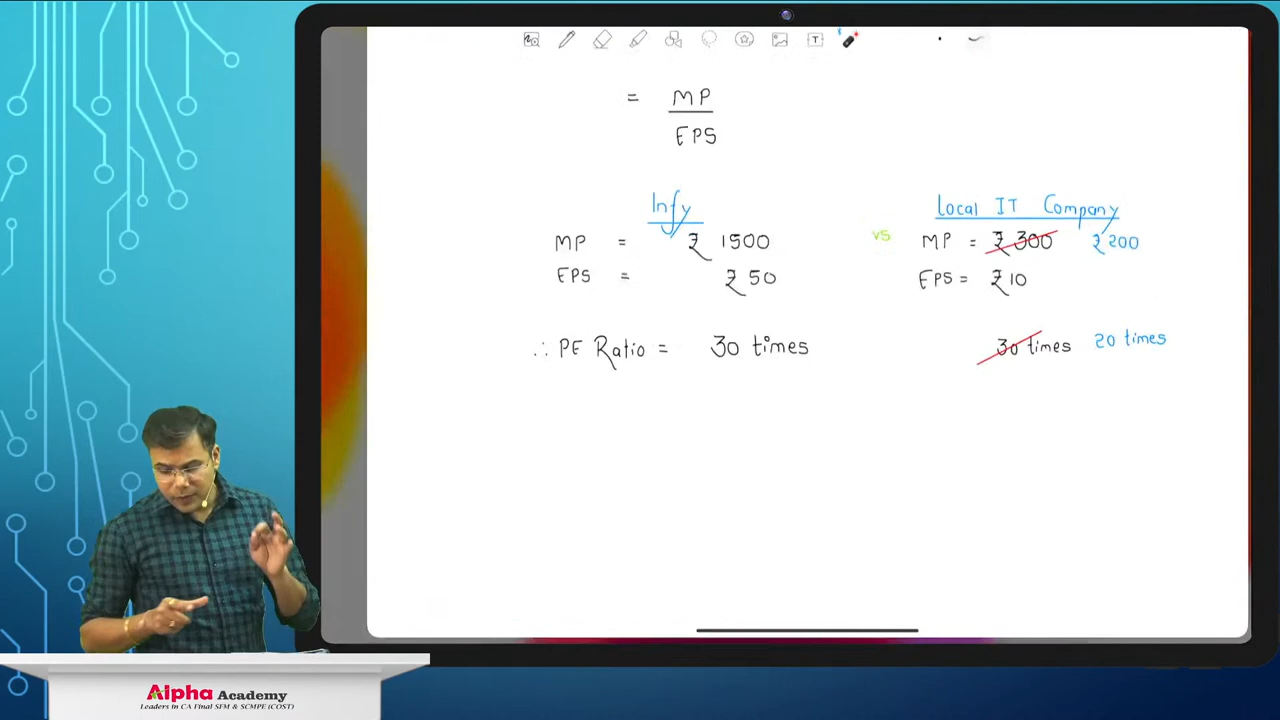 T
= MP
EPS
Infy
Local IT Company
MP = ₹ 1500
vs
MP = ₹300 ₹200
EPS = ₹ 50
EPS = ₹10
∴ PE Ratio = 30 times
30 times 20 times
Alpha Academy
Leaders in CA Final SFM & SCMPE (COST)